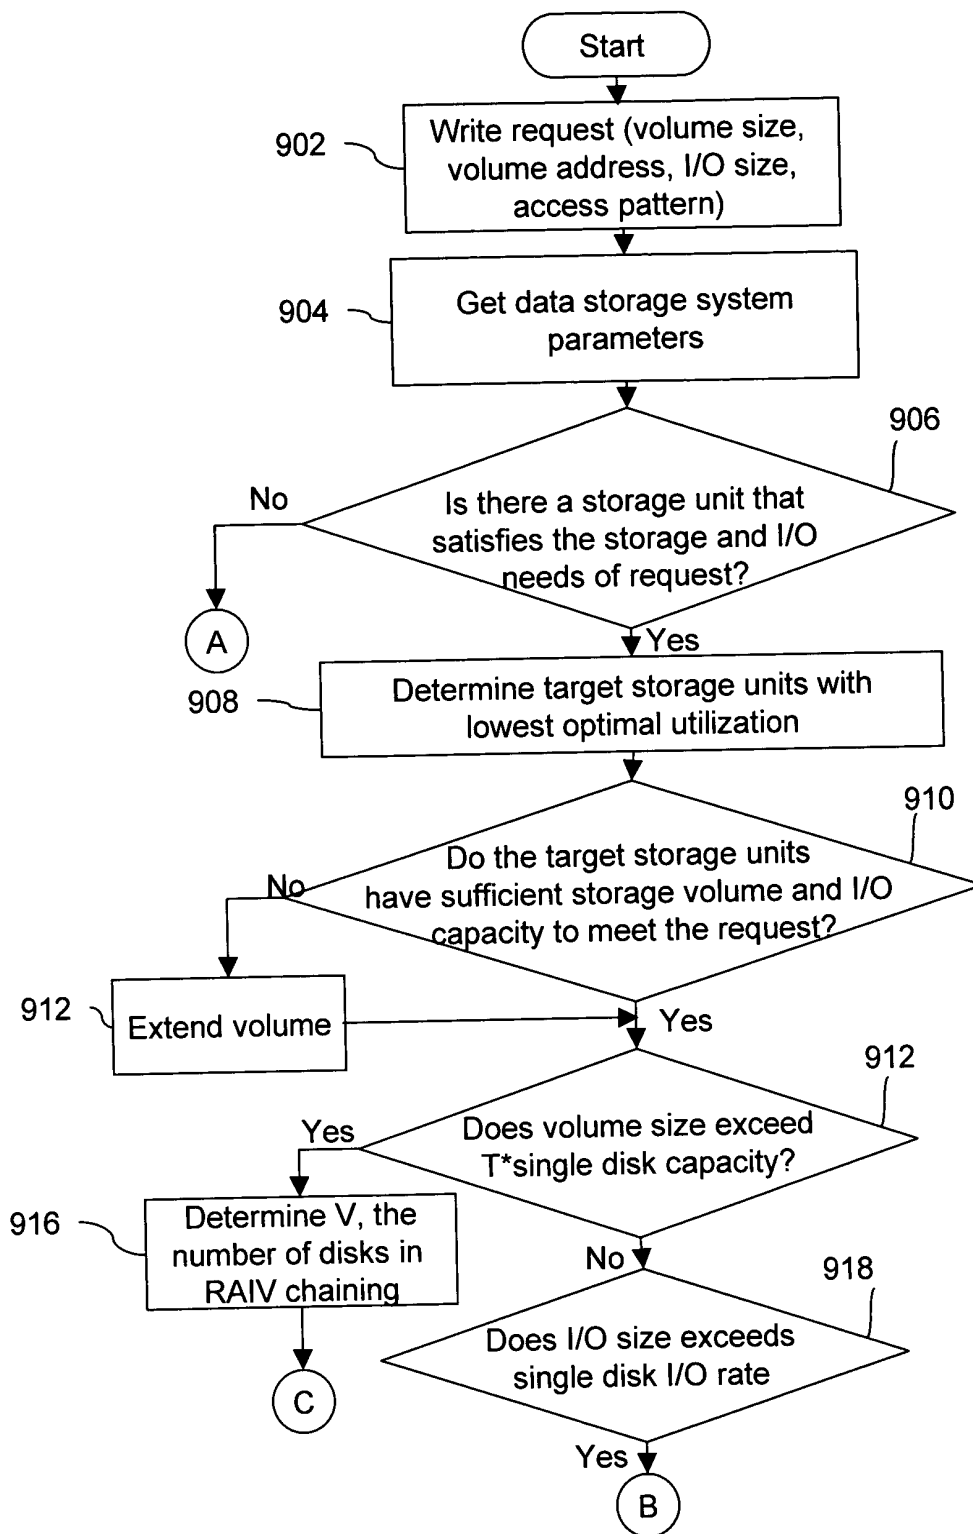 Start
902
Write request (volume size,
volume address, I/O size,
access pattern)
904
Get data storage system
parameters
906
No
Is there a storage unit that
satisfies the storage and I/O
needs of request?
A
Yes
908
Determine target storage units with
lowest optimal utilization
910
Do the target storage units
No
have sufficient storage volume and I/O
capacity to meet the request?
912
Extend volume
Yes
912
Yes
Does volume size exceed
T*single disk capacity?
916
Determine V, the
number of disks in
RAIV chaining
No
918
Does I/O size exceeds
single disk I/O rate
C
Yes
B